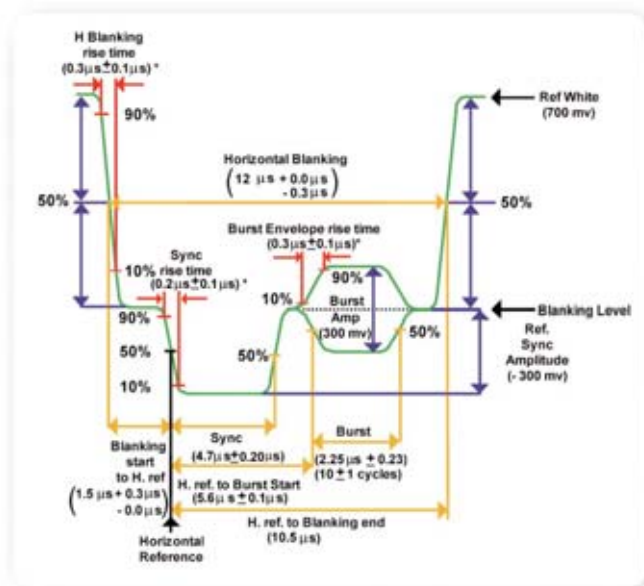 H Blanking
rise time
(0.3µs±0.1µs)*
90%
Ref White
(700 mv)
Horizontal Blanking
(12 µs + 0.0µs
- 0.3µs)
50%
50%
Burst Envelope rise time
(0.3µs±0.1µs)*
Sync
rise time
(0.2µs±0.1µs)*
10%
90%
10%
90%
Burst
Amp
(300 mv)
Blanking Level
50%
50%
50%
Ref.
Sync
Amplitude
(- 300 mv)
10%
Blanking
start
to H. ref
(1.5 µs + 0.3µs
- 0.0µs)
Sync
(4.7µs±0.20µs)
Burst
(2.25µs ± 0.23)
(10 ± 1 cycles)
H. ref. to Burst Start
(5.6µs ±0.1µs)
H. ref. to Blanking end
(10.5 µs)
Horizontal
Reference